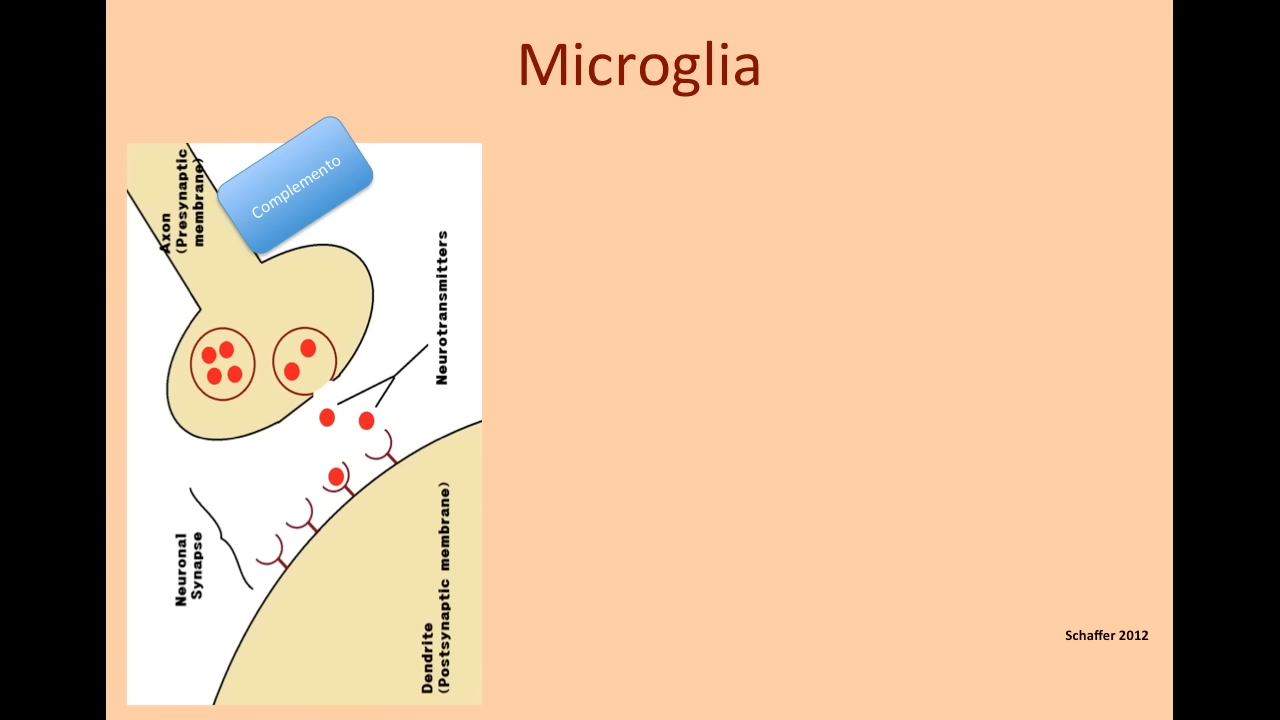 Microglia
Axon
(Presynaptic
membrane)
Complemento
Neurotransmitters
Neuronal
Synapse
Dendrite
(Postsynaptic membrane)
Schaffer 2012